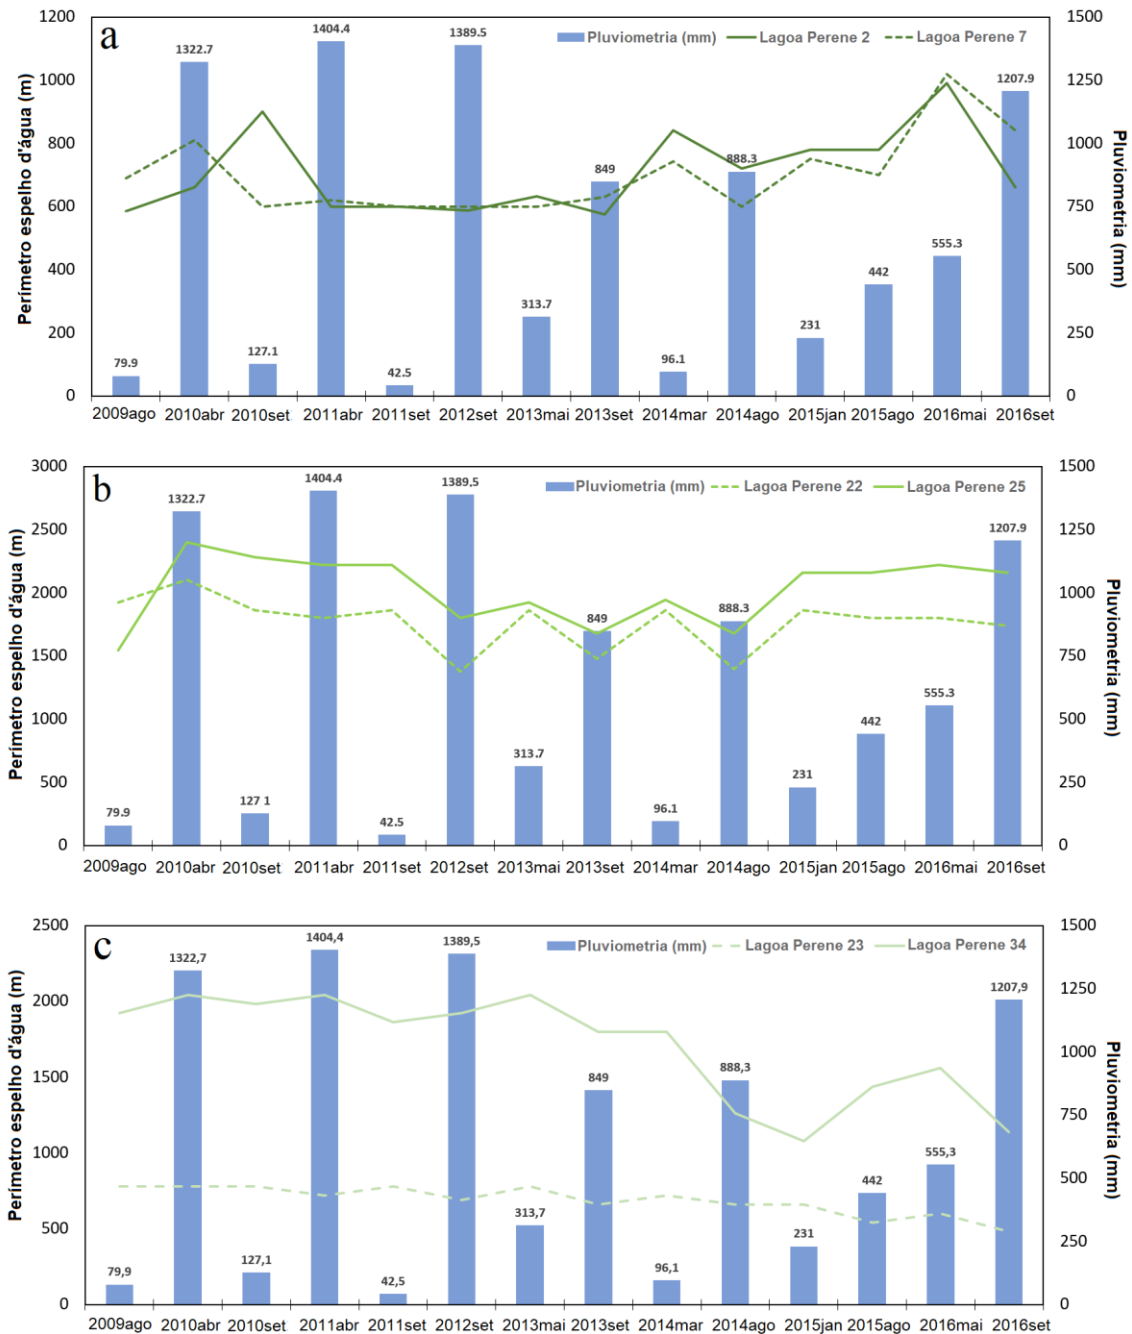 a
Pluviometria (mm) Lagoa Perene 2 Lagoa Perene 7
Perímetro espelho d'água (m)
Pluviometria (mm)
1200
1000
800
600
400
200
0
1500
1250
1000
750
500
250
0
79.9 1322.7 127.1 1404.4 42.5 1389.5 313.7 849 96.1 888.3 231 442 555.3 1207.9
2009ago 2010abr 2010set 2011abr 2011set 2012set 2013mai 2013set 2014mar 2014ago 2015jan 2015ago 2016mai 2016set
b
Pluviometria (mm) Lagoa Perene 22 Lagoa Perene 25
Perímetro espelho d'água (m)
Pluviometria (mm)
3000
2500
2000
1500
1000
500
0
1500
1250
1000
750
500
250
0
79.9 1322.7 127 1 1404.4 42.5 1389,5 313.7 849 96.1 888.3 231 442 555.3 1207.9
2009ago 2010abr 2010set 2011abr 2011set 2012set 2013mai 2013set 2014mar 2014ago 2015jan 2015ago 2016mai 2016set
c
Pluviometria (mm) Lagoa Perene 23 Lagoa Perene 34
Perímetro espelho d'água (m)
Pluviometria (mm)
2500
2000
1500
1000
500
0
1500
1250
1000
750
500
250
0
79,9 1322,7 127,1 1404,4 42,5 1389,5 313,7 849 96,1 888,3 231 442 555,3 1207,9
2009ago 2010abr 2010set 2011abr 2011set 2012set 2013mai 2013set 2014mar 2014ago 2015jan 2015ago 2016mai 2016set